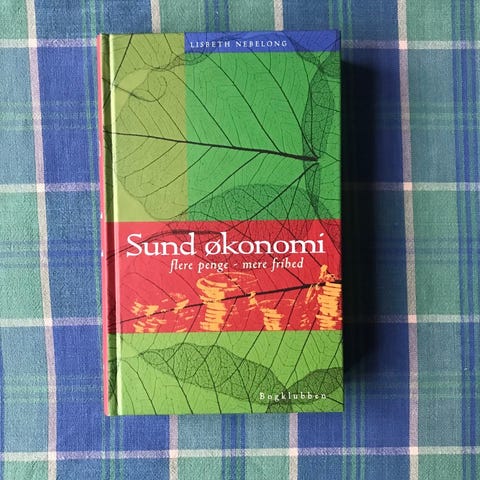 LISBETH NEBELONG
Sund økonomi
flere penge - mere frihed
Bogklubben